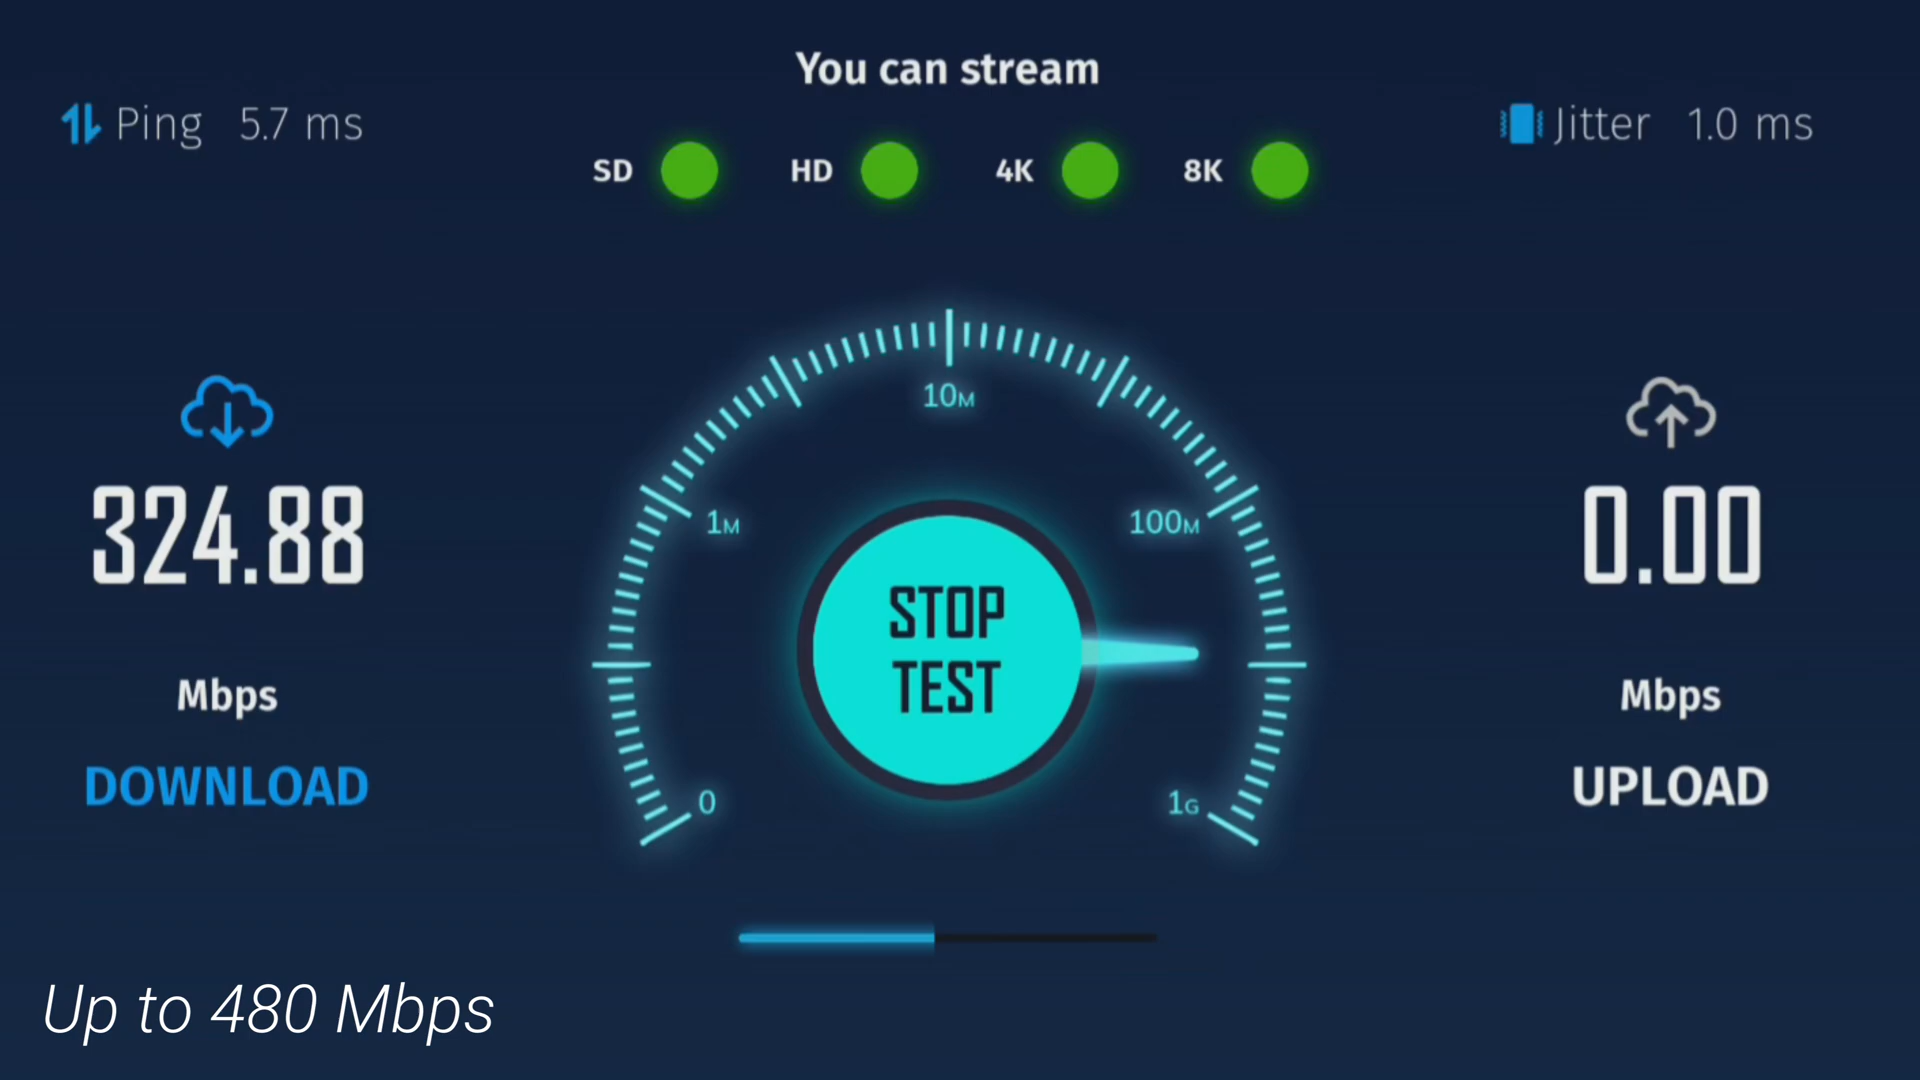 You can stream
Ping 5.7 ms
Jitter 1.0 ms
SD HD 4K 8K
10M
1M
100M
324.88
0.00
STOP
TEST
Mbps
Mbps
DOWNLOAD
UPLOAD
0
1G
Up to 480 Mbps